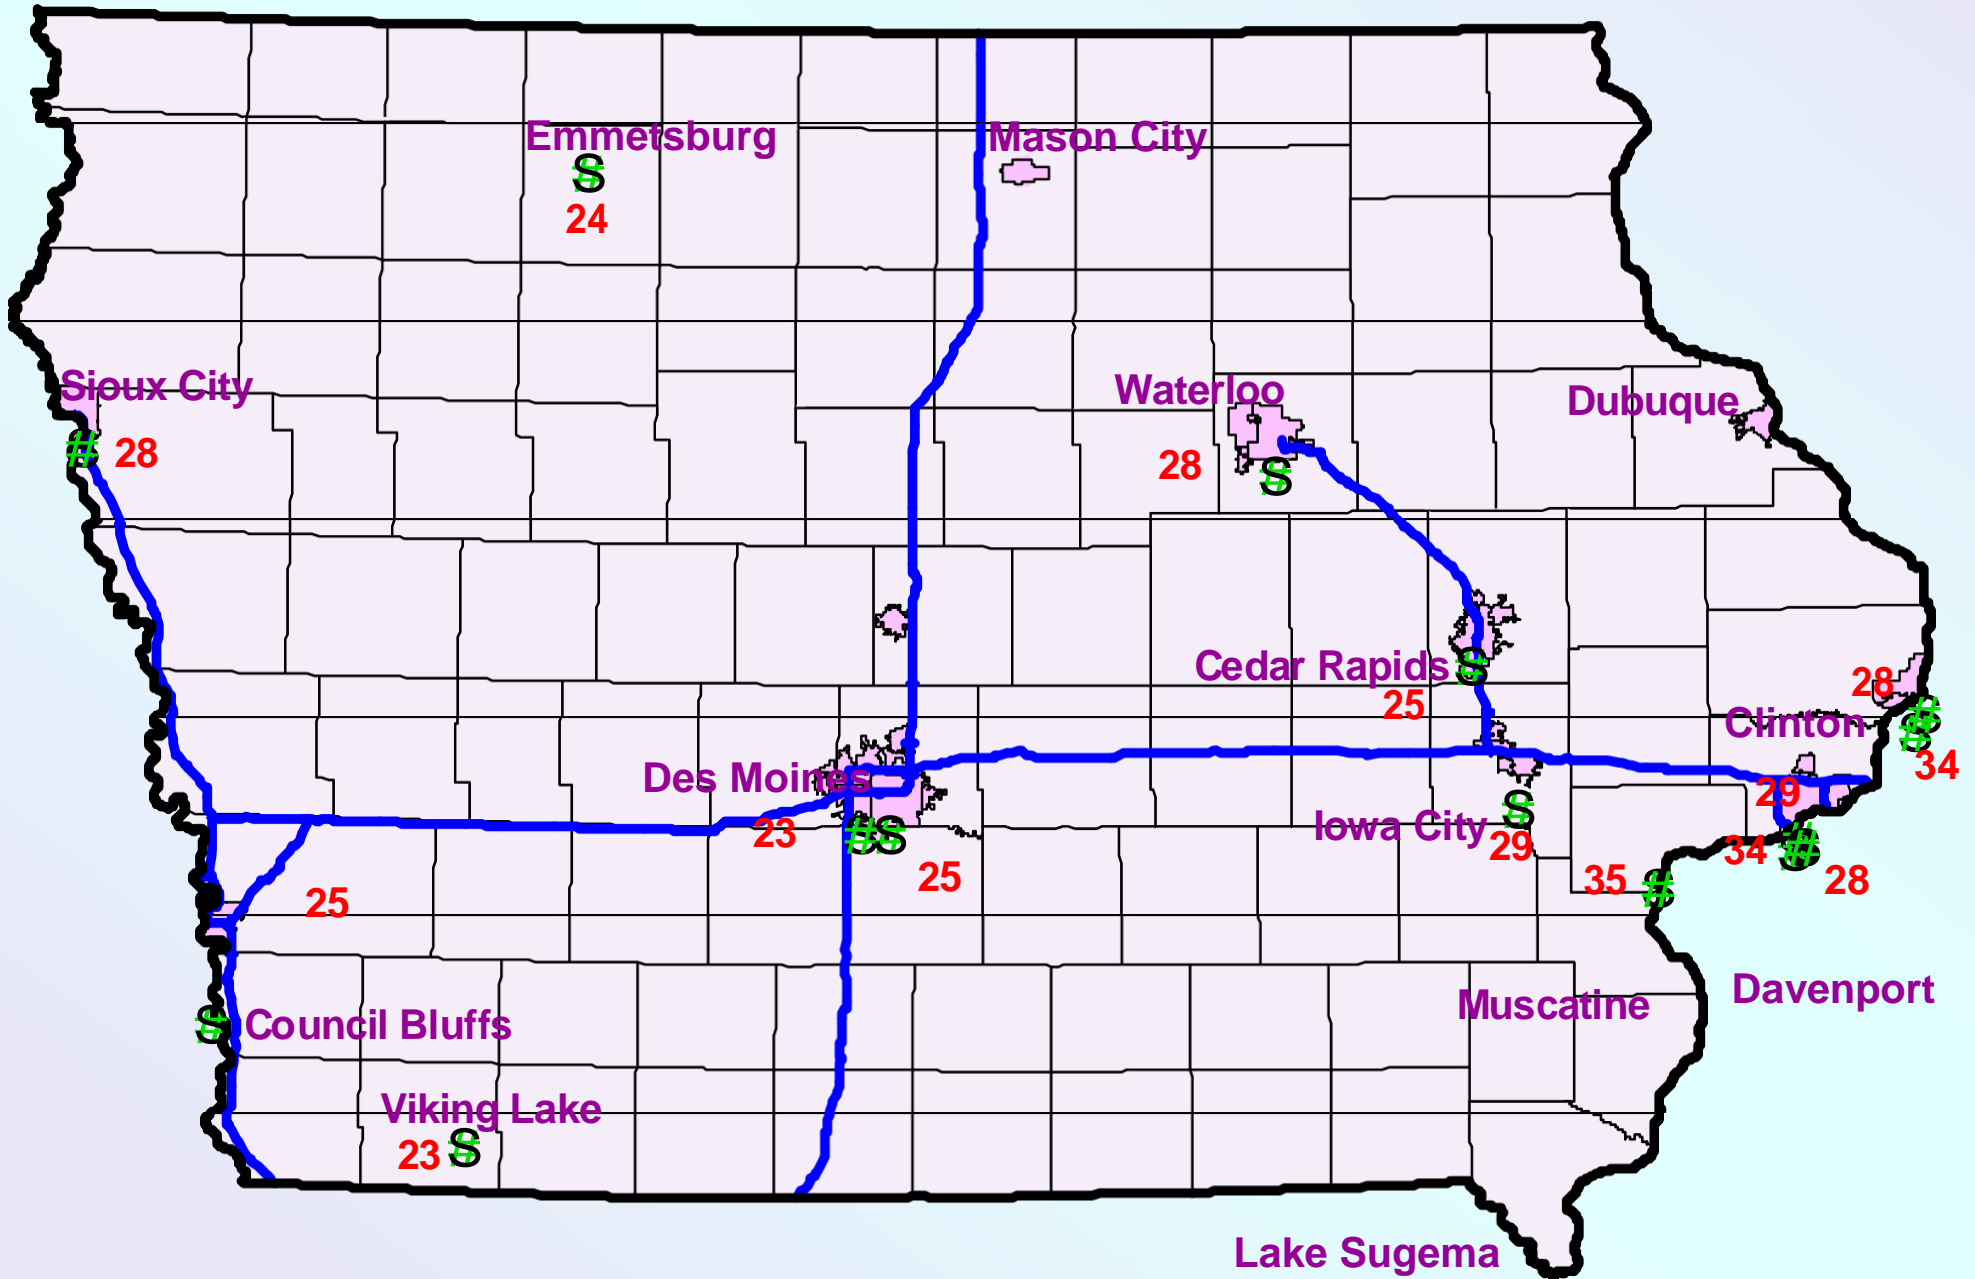 Emmetsburg
Mason City
24
Sioux City
28
Waterloo
28
Dubuque
Cedar Rapids
25
28
Clinton
34
Des Moines
23
25
Iowa City
29
29
34
28
35
25
Council Bluffs
Muscatine
Davenport
Viking Lake
23
Lake Sugema